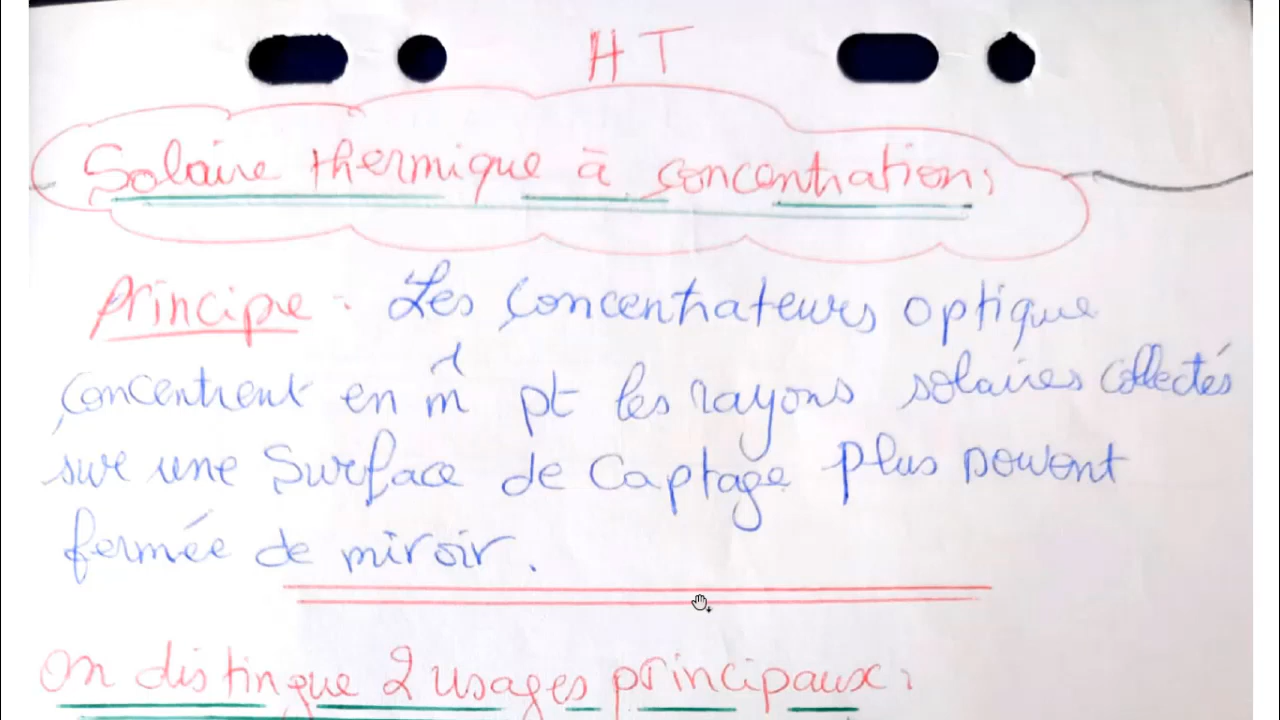 HT
Solaire thermique à concentration:
Principe: Les concentrateurs optique
concentrent en m̂ pt les rayons solaires collectés
sur une Surface de Captage plus souvent
formée de miroir.
On distingue 2 usages principaux: